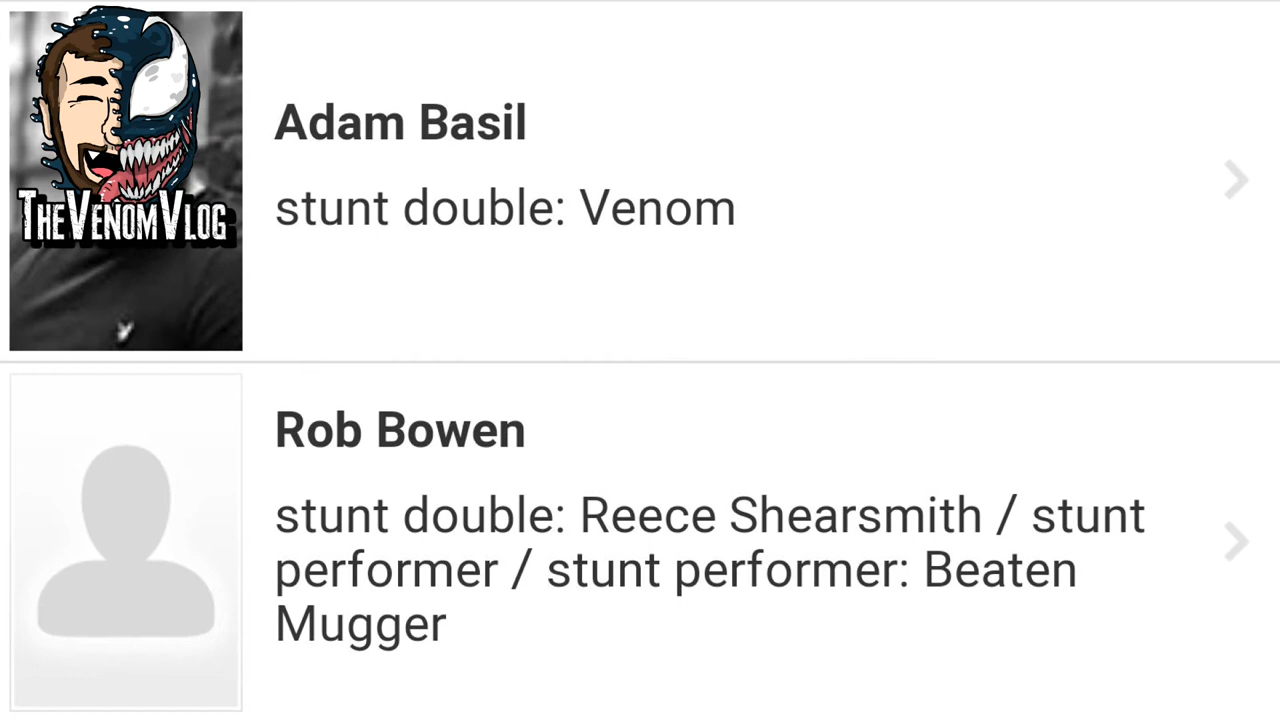 Adam Basil
stunt double: Venom
THEVENOMVLOG
Rob Bowen
stunt double: Reece Shearsmith / stunt
performer / stunt performer: Beaten
Mugger